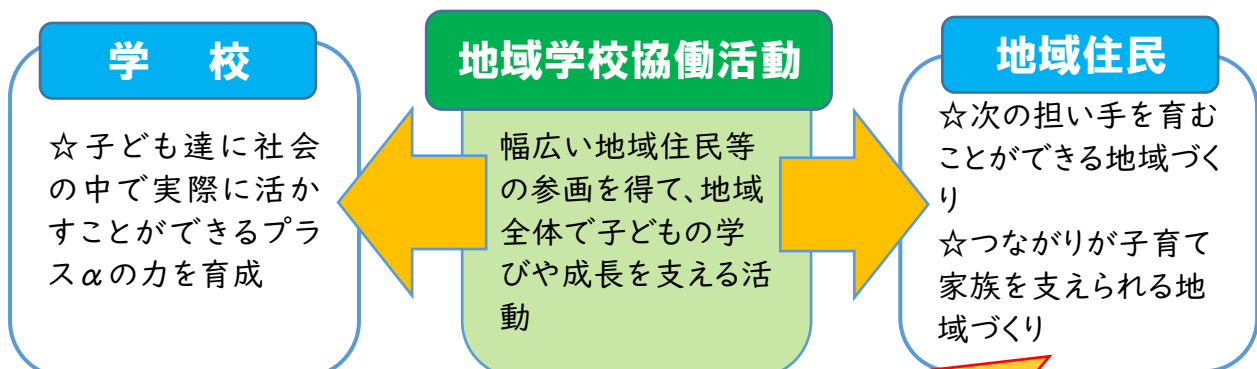 学　校
☆子ども達に社会
の中で実際に活か
すことができるプラ
スαの力を育成
地域学校協働活動
幅広い地域住民等
の参画を得て、地域
全体で子どもの学
びや成長を支える活
動
地域住民
☆次の担い手を育む
ことができる地域づく
り
☆つながりが子育て
家族を支えられる地
域づくり